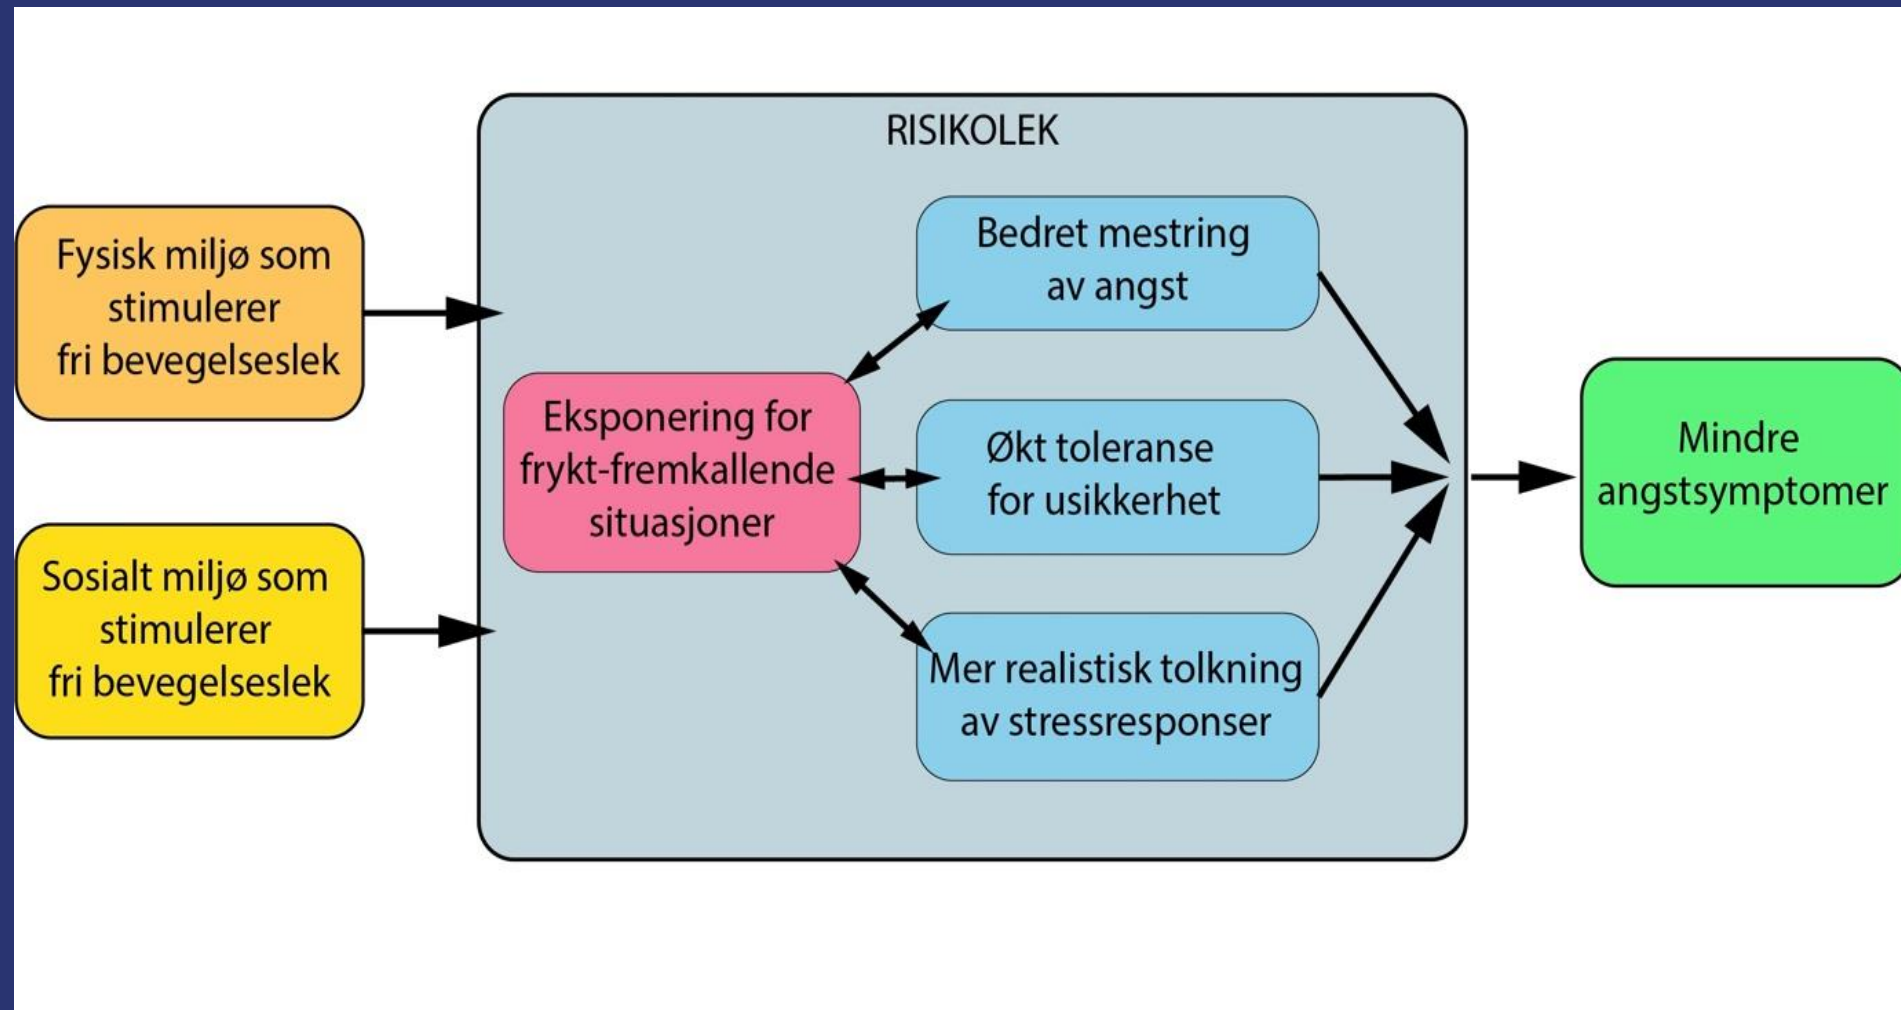 RISIKOLEK
Fysisk miljø som
stimulerer
fri bevegelseslek
Sosialt miljø som
stimulerer
fri bevegelseslek
Eksponering for
frykt-fremkallende
situasjoner
Bedret mestring
av angst
Økt toleranse
for usikkerhet
Mer realistisk tolkning
av stressresponser
Mindre
angstsymptomer